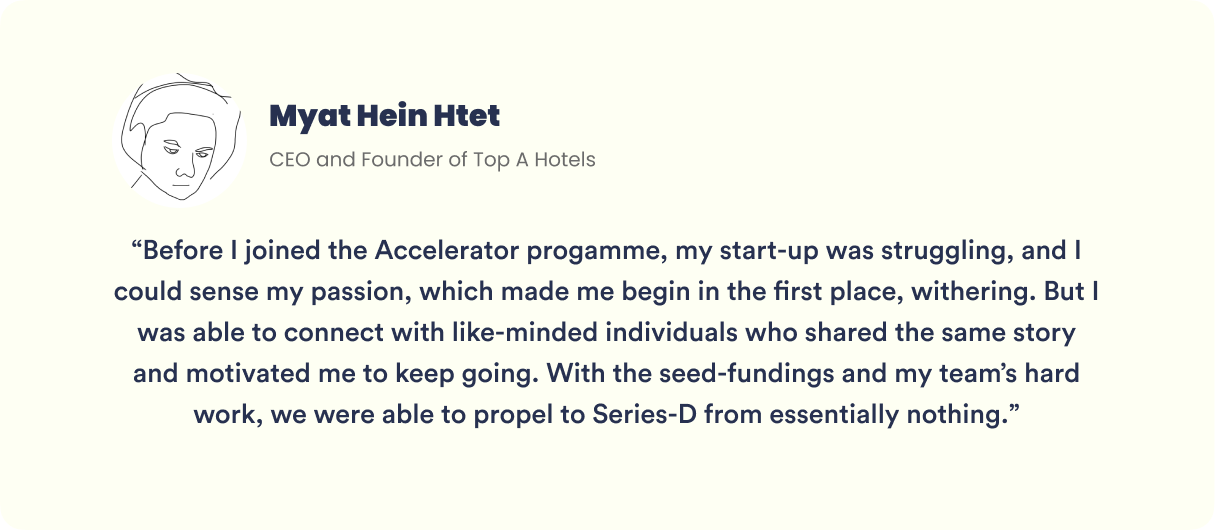 Myat Hein Htet
CEO and Founder of Top A Hotels
“Before I joined the Accelerator progamme, my start-up was struggling, and I
could sense my passion, which made me begin in the first place, withering. But I
was able to connect with like-minded individuals who shared the same story
and motivated me to keep going. With the seed-fundings and my team’s hard
work, we were able to propel to Series-D from essentially nothing.”